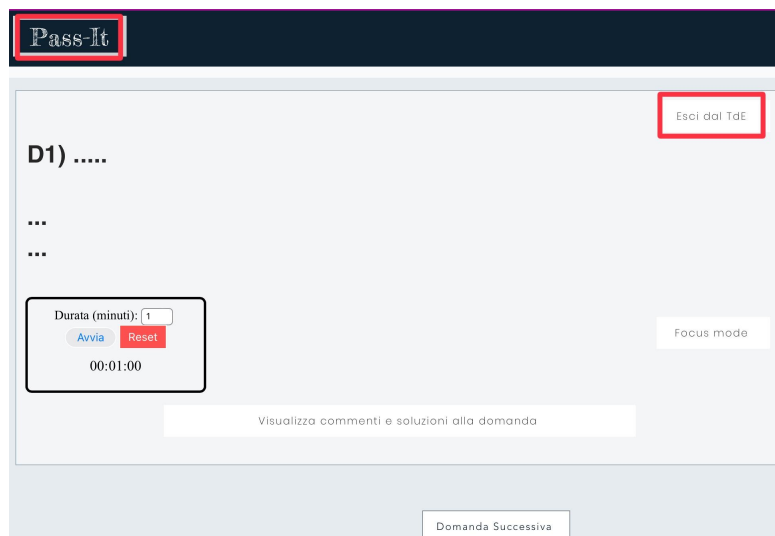 Pass-It
Esci dal TdE
D1) .....
...
...
Durata (minuti): 1
Avvia Reset
00:01:00
Focus mode
Visualizza commenti e soluzioni alla domanda
Domanda Successiva